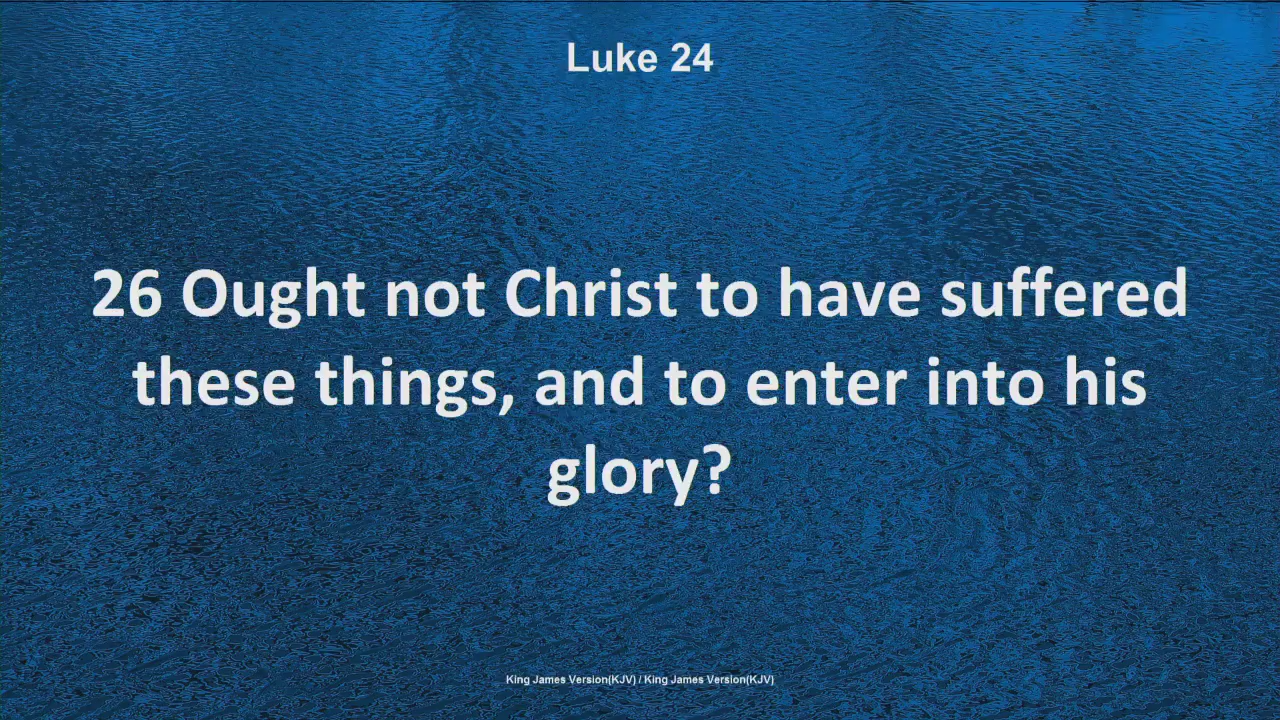 Luke 24
26 Ought not Christ to have suffered
these things, and to enter into his
glory?
King James Version(KJV) / King James Version(KJV)